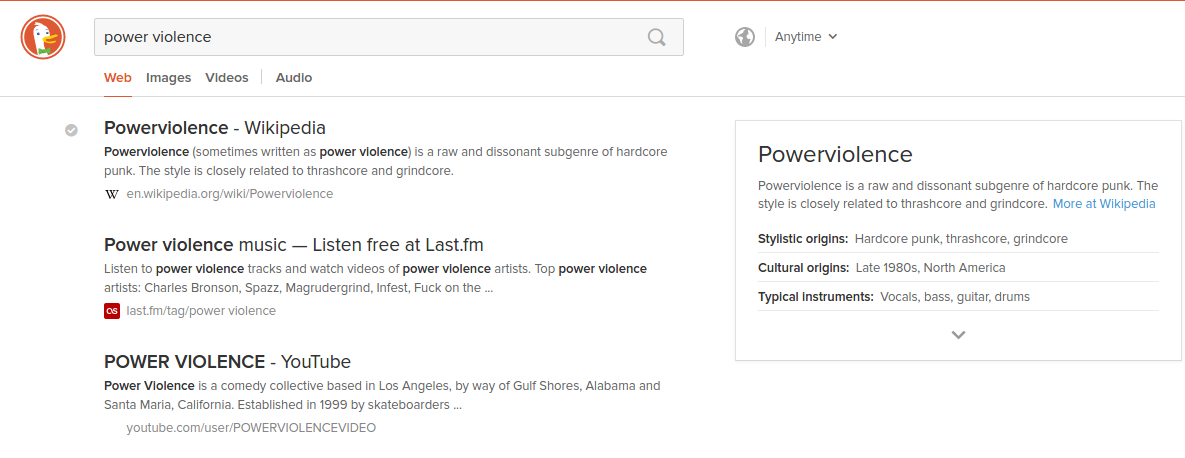 power violence
Anytime
Web Images Videos Audio
Powerviolence - Wikipedia
Powerviolence (sometimes written as power violence) is a raw and dissonant subgenre of hardcore
punk. The style is closely related to thrashcore and grindcore.
W en.wikipedia.org/wiki/Powerviolence
Power violence music — Listen free at Last.fm
Listen to power violence tracks and watch videos of power violence artists. Top power violence
artists: Charles Bronson, Spazz, Magrudergrind, Infest, Fuck on the ...
os last.fm/tag/power violence
POWER VIOLENCE - YouTube
Power Violence is a comedy collective based in Los Angeles, by way of Gulf Shores, Alabama and
Santa Maria, California. Established in 1999 by skateboarders ...
youtube.com/user/POWERVIOLENCEVIDEO
Powerviolence
Powerviolence is a raw and dissonant subgenre of hardcore punk. The
style is closely related to thrashcore and grindcore. More at Wikipedia
Stylistic origins: Hardcore punk, thrashcore, grindcore
Cultural origins: Late 1980s, North America
Typical instruments: Vocals, bass, guitar, drums